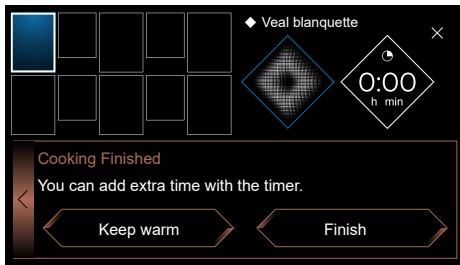 Veal blanquette
0:00
h min
Cooking Finished
You can add extra time with the timer.
Keep warm
Finish